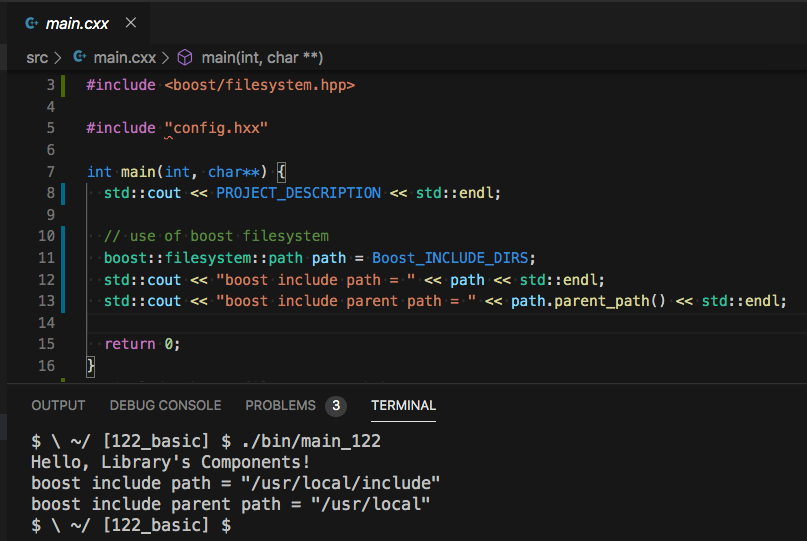 main.cxx
src > main.cxx > main(int, char **)
3 #include <boost/filesystem.hpp>
4
5 #include "config.hxx"
6
7 int main(int, char**) {
8 std::cout << PROJECT_DESCRIPTION << std::endl;
9
10 // use of boost filesystem
11 boost::filesystem::path path = Boost_INCLUDE_DIRS;
12 std::cout << "boost include path = " << path << std::endl;
13 std::cout << "boost include parent path = " << path.parent_path() << std::endl;
14
15 return 0;
16 }
OUTPUT DEBUG CONSOLE PROBLEMS 3 TERMINAL
$ \ ~/ [122_basic] $ ./bin/main_122
Hello, Library's Components!
boost include path = "/usr/local/include"
boost include parent path = "/usr/local"
$ \ ~/ [122_basic] $